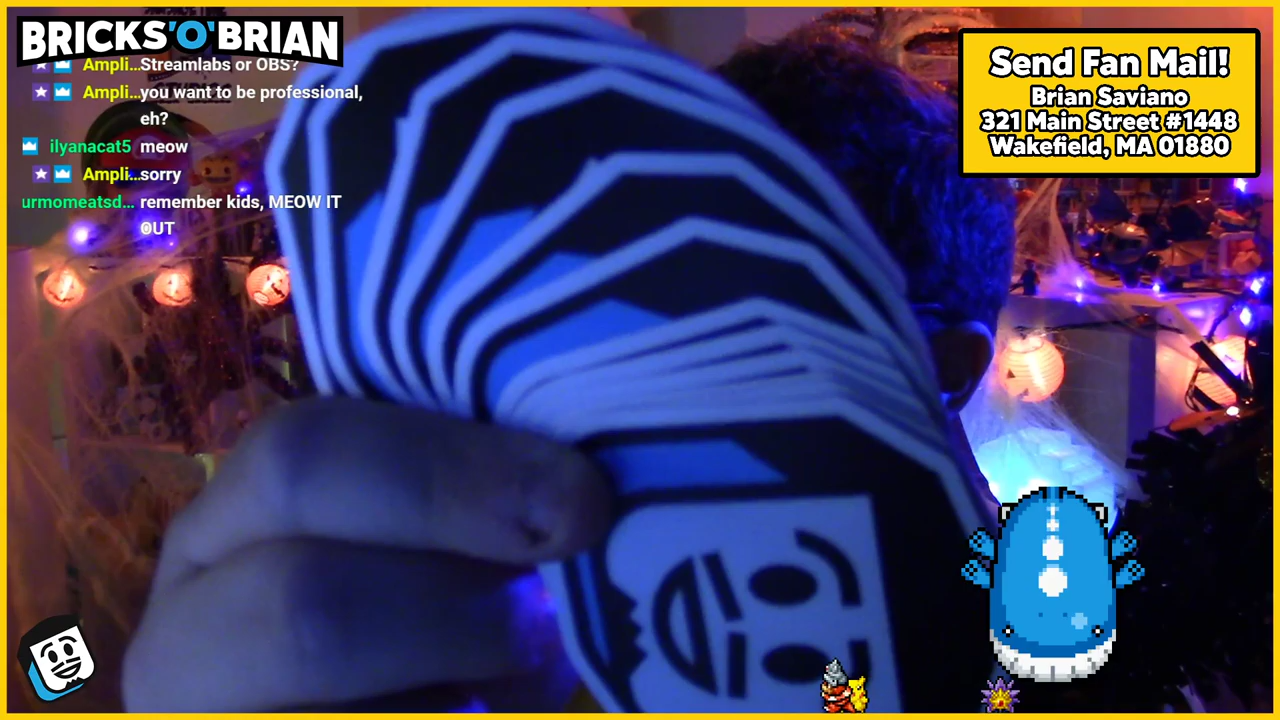 BRICKS'O'BRIAN
Ampli...Streamlabs or OBS?
Ampli...you want to be professional,
eh?
ilyanacat5 meow
Ampli...sorry
urmomeatsd... remember kids, MEOW IT
OUT
Send Fan Mail!
Brian Saviano
321 Main Street #1448
Wakefield, MA 01880